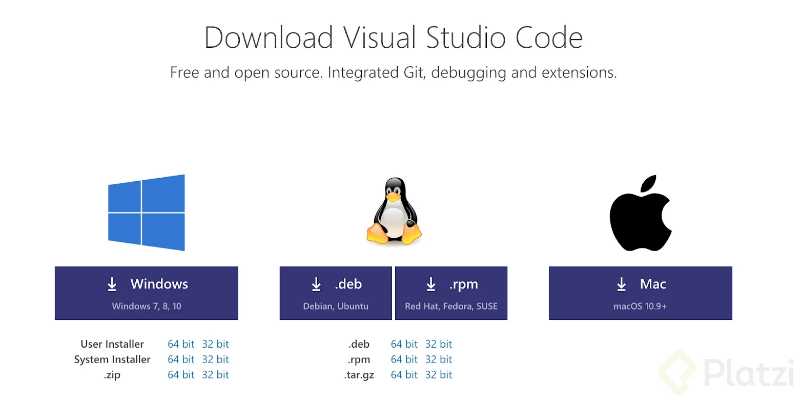 Download Visual Studio Code
Free and open source. Integrated Git, debugging and extensions.
Windows
Windows 7, 8, 10
.deb
Debian, Ubuntu
.rpm
Red Hat, Fedora, SUSE
Mac
macOS 10.9+
User Installer 64 bit 32 bit
System Installer 64 bit 32 bit
.zip 64 bit 32 bit
.deb 64 bit 32 bit
.rpm 64 bit 32 bit
.tar.gz 64 bit 32 bit
Platzi